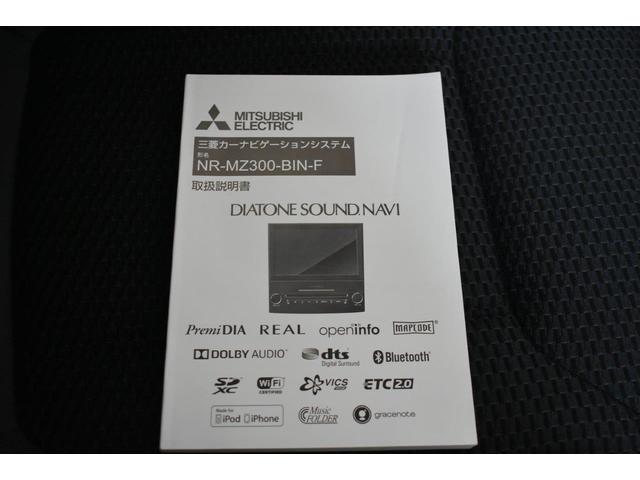 MITSUBISHI
ELECTRIC
三菱カーナビゲーションシステム
形名
NR-MZ300-BIN-F
取扱説明書
DIATONE SOUND.NAVI
PremiDIA REAL openinfo MAPCODE
DOLBY AUDIO dts Digital Surround Bluetooth
SD XC WiFi CERTIFIED VICS ETC2.0
Made for
iPod iPhone Music FOLDER gracenote